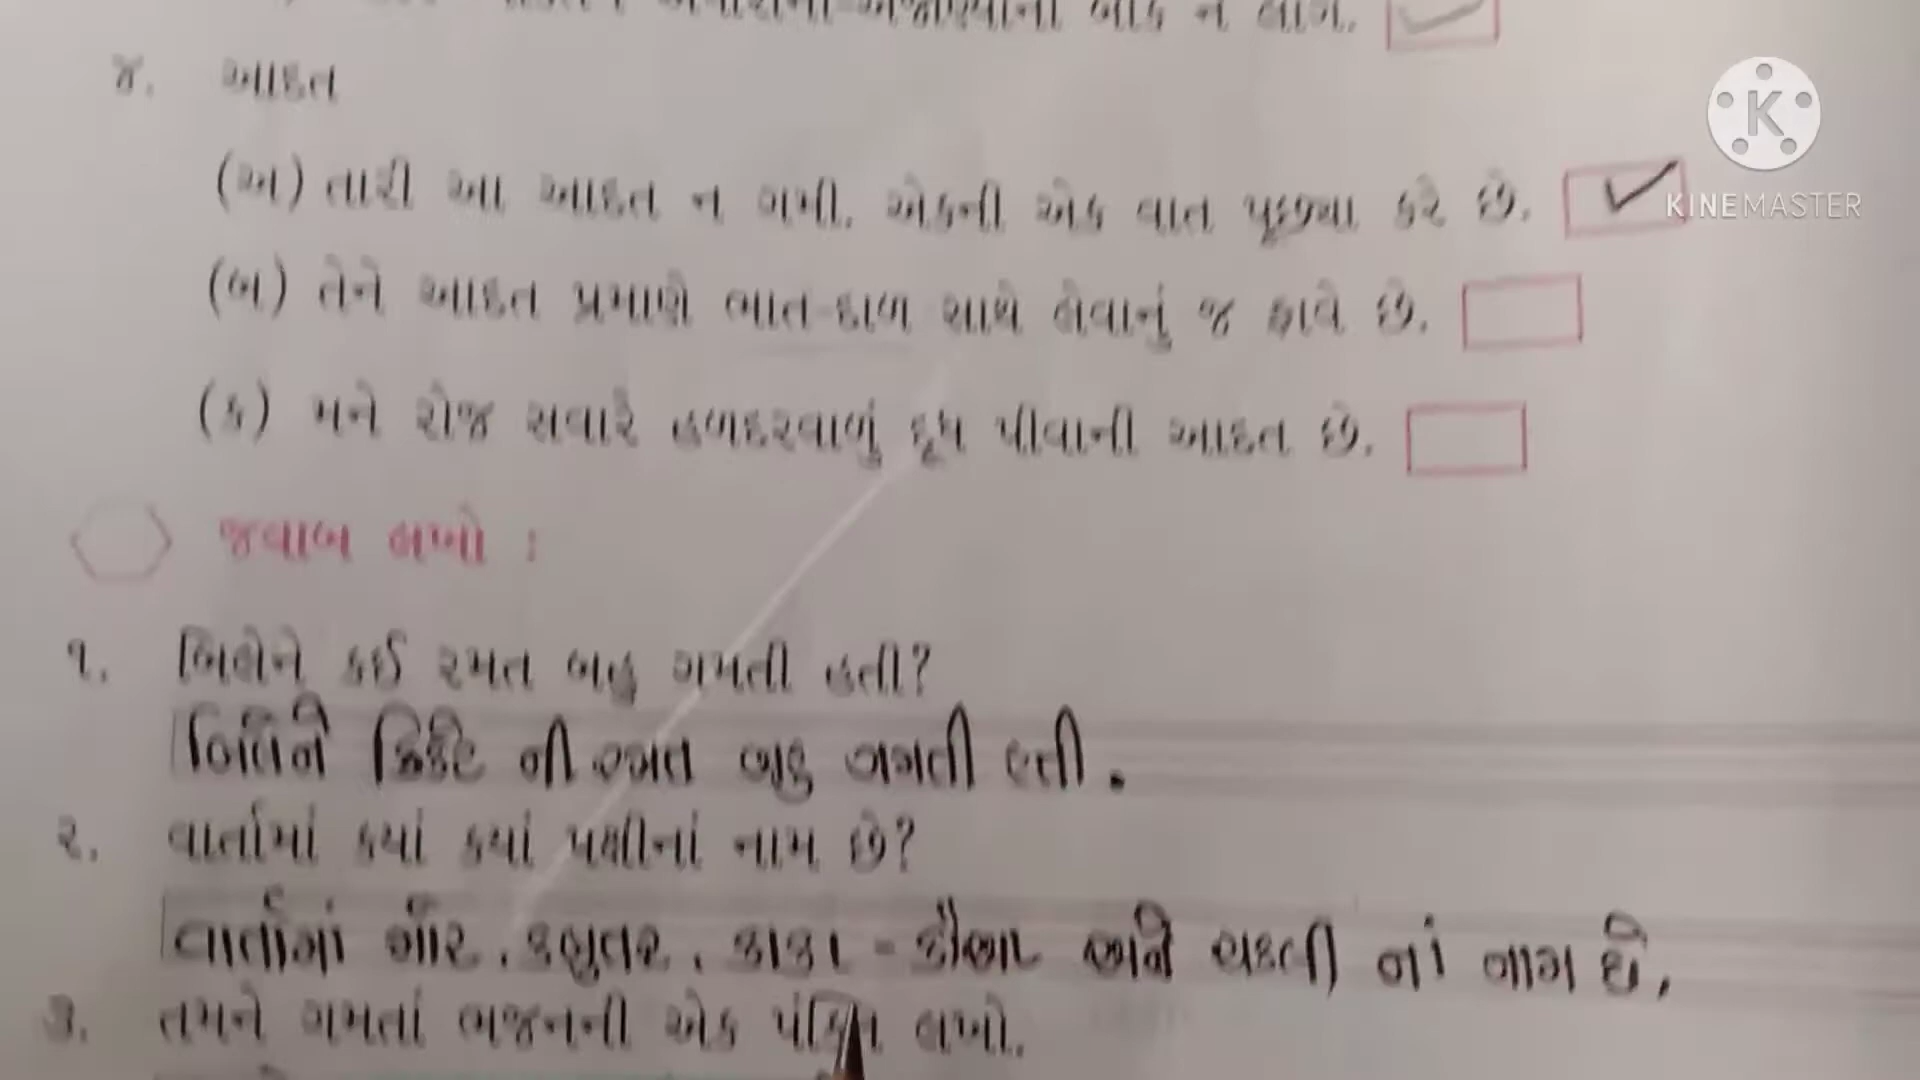 ન લાગે.
૪. આદત
(અ) તારી આ આદત ન ગમી. એકની એક વાત પૂછ્યા કરે છે.
(બ) તેને આદત પ્રમાણે ભાત-દાળ સાથે લેવાનું જ ફાવે છે.
(ક) મને રોજ સવારે હળદરવાળું દૂધ પીવાની આદત છે.
જવાબ લખો :
૧. બિલેને કઈ રમત બહુ ગમતી હતી?
ક્રિકેટ ની રમત બહુ ગમતી હતી.
૨. વાર્તામાં કયાં કયાં પક્ષીનાં નામ છે?
વાર્તામાં મોર, કબુતર, કાકા - કૌઆ અને ચકલી નાં નામ છે.
૩. તમને ગમતાં ભજનની એક પંક્તિ લખો.
KINEMASTER